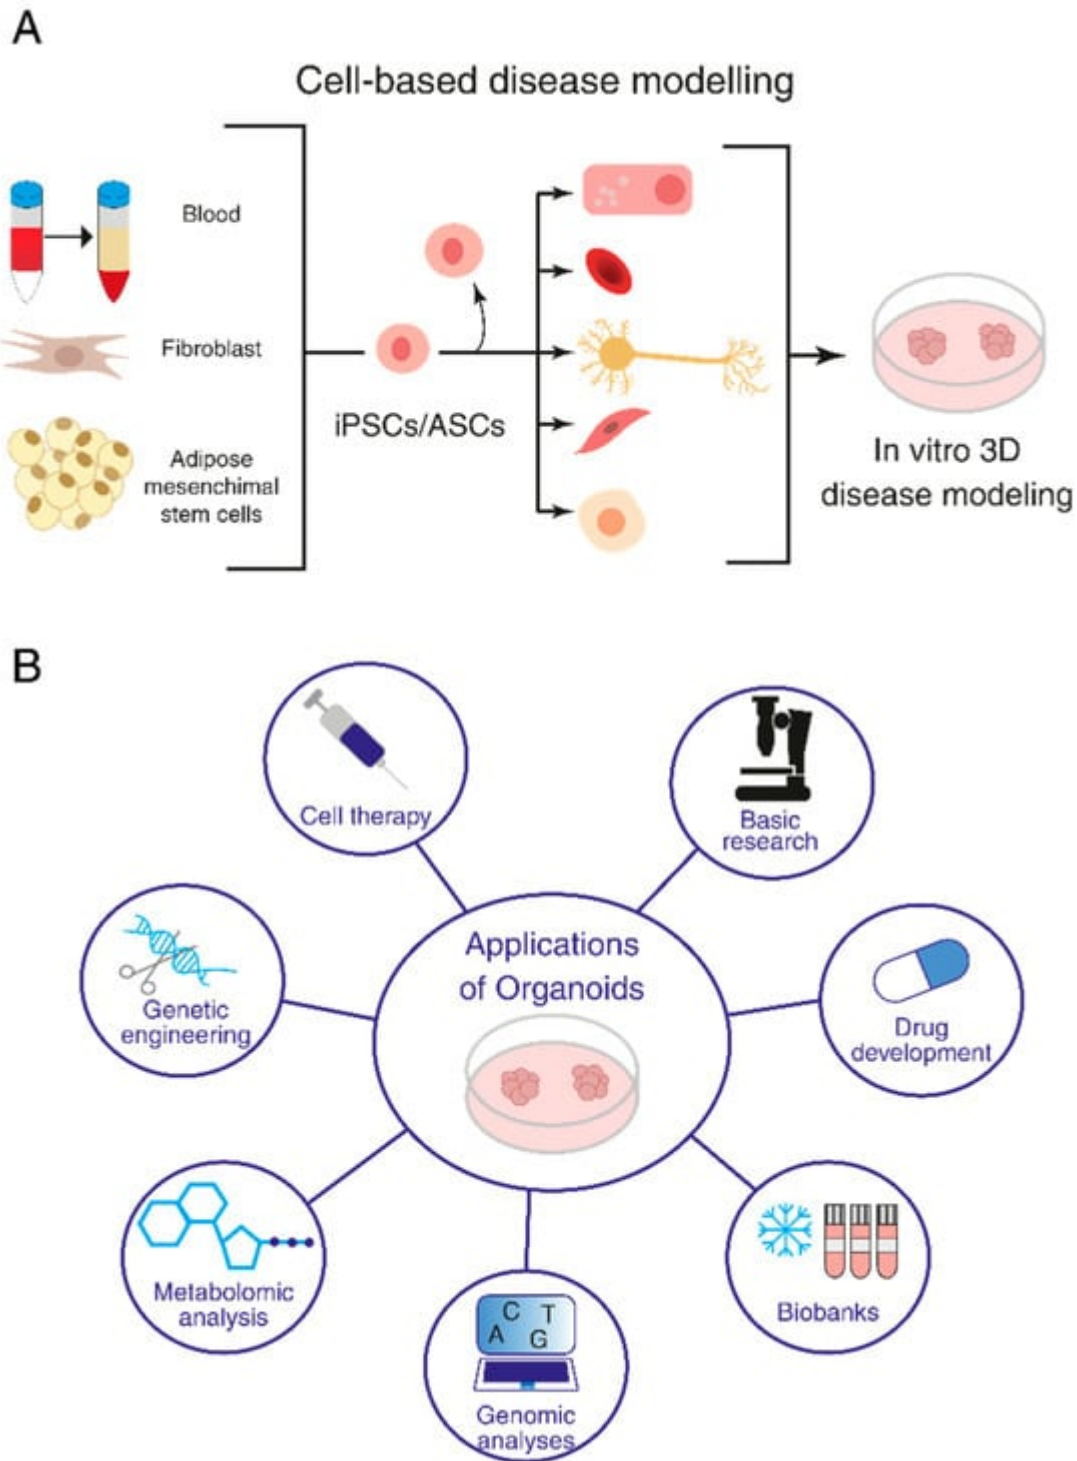 A
Cell-based disease modelling
Blood
Fibroblast
Adipose
mesenchimal
stem cells
iPSCs/ASCs
In vitro 3D
disease modeling
B
Cell therapy
Basic
research
Applications
of Organoids
Genetic
engineering
Drug
development
Metabolomic
analysis
Biobanks
C T
A G
Genomic
analyses